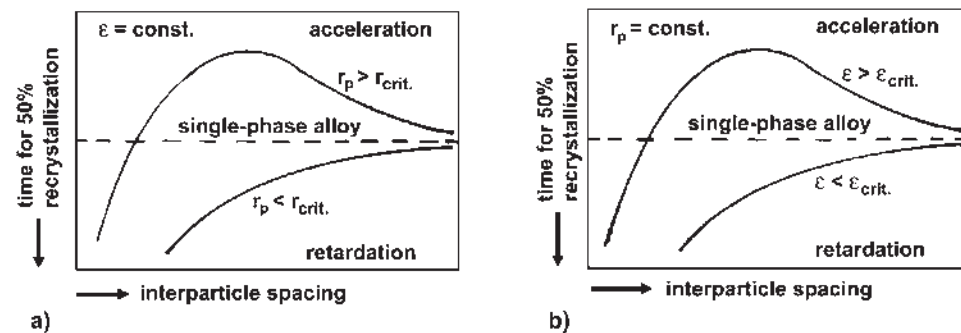 ε = const.
acceleration
r_p > r_crit.
single-phase alloy
r_p < r_crit.
retardation
time for 50%
recrystallization
interparticle spacing
a)
r_p = const.
acceleration
ε > ε_crit.
single-phase alloy
ε < ε_crit.
retardation
time for 50%
recrystallization
interparticle spacing
b)